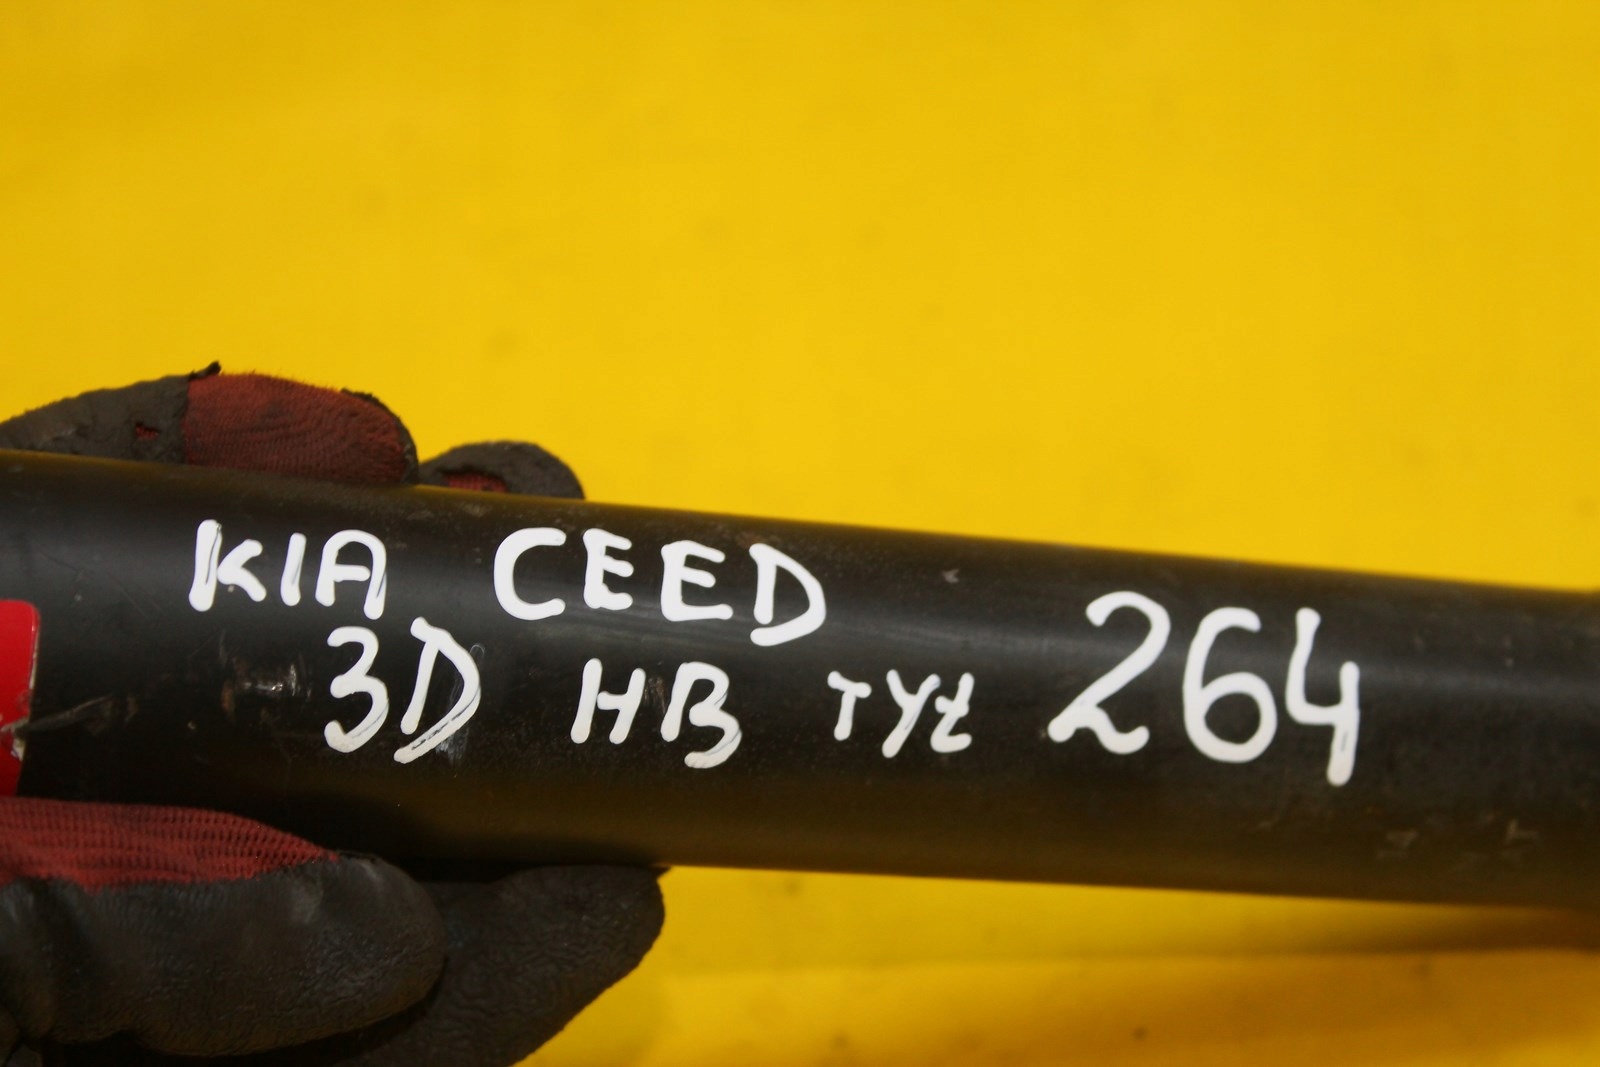 KIA CEED
3D HB TYŁ 264